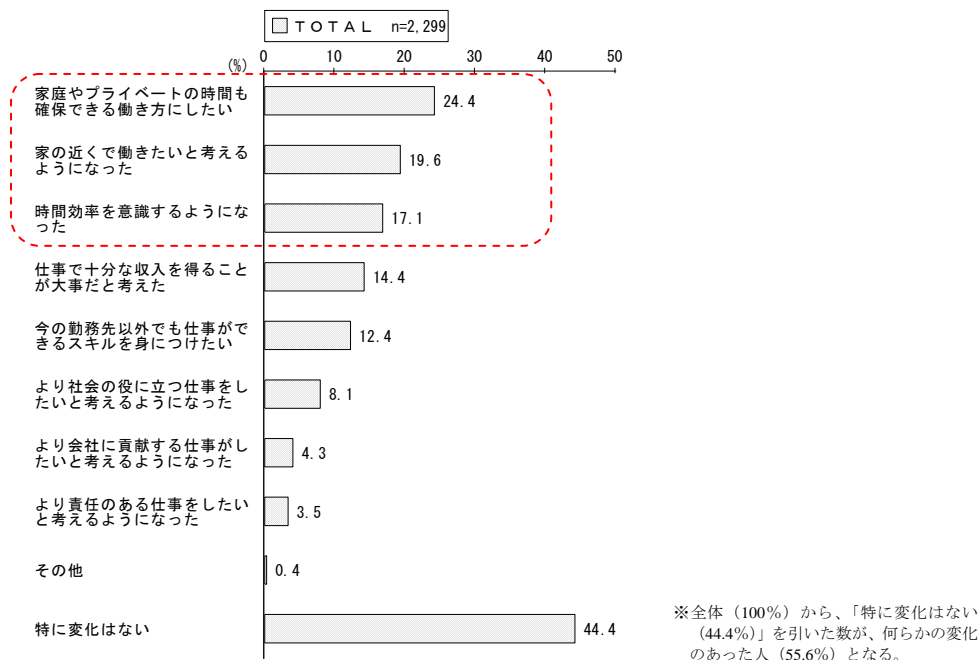 TOTAL n=2,299
(%)
0 10 20 30 40 50
家庭やプライベートの時間も
確保できる働き方にしたい
24.4
家の近くで働きたいと考える
ようになった
19.6
時間効率を意識するようにな
った
17.1
仕事で十分な収入を得ること
が大事だと考えた
14.4
今の勤務先以外でも仕事がで
きるスキルを身につけたい
12.4
より社会の役に立つ仕事をし
たいと考えるようになった
8.1
より会社に貢献する仕事がし
たいと考えるようになった
4.3
より責任のある仕事をしたい
と考えるようになった
3.5
その他
0.4
特に変化はない
44.4
※全体（100%）から、「特に変化はない
（44.4%）」を引いた数が、何らかの変化
のあった人（55.6%）となる。